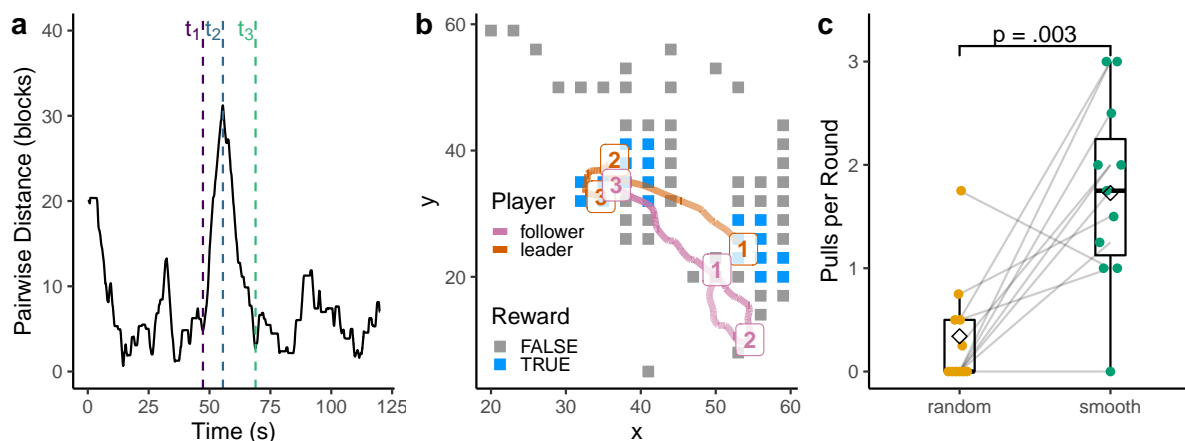 a
t1 t2 t3
40
30
20
10
0
Pairwise Distance (blocks)
0 25 50 75 100 125
Time (s)
b
60
40
20
y
2
3
3
1
1
2
Player
follower
leader
Reward
FALSE
TRUE
20 30 40 50 60
x
c
p = .003
3
2
1
0
Pulls per Round
random smooth